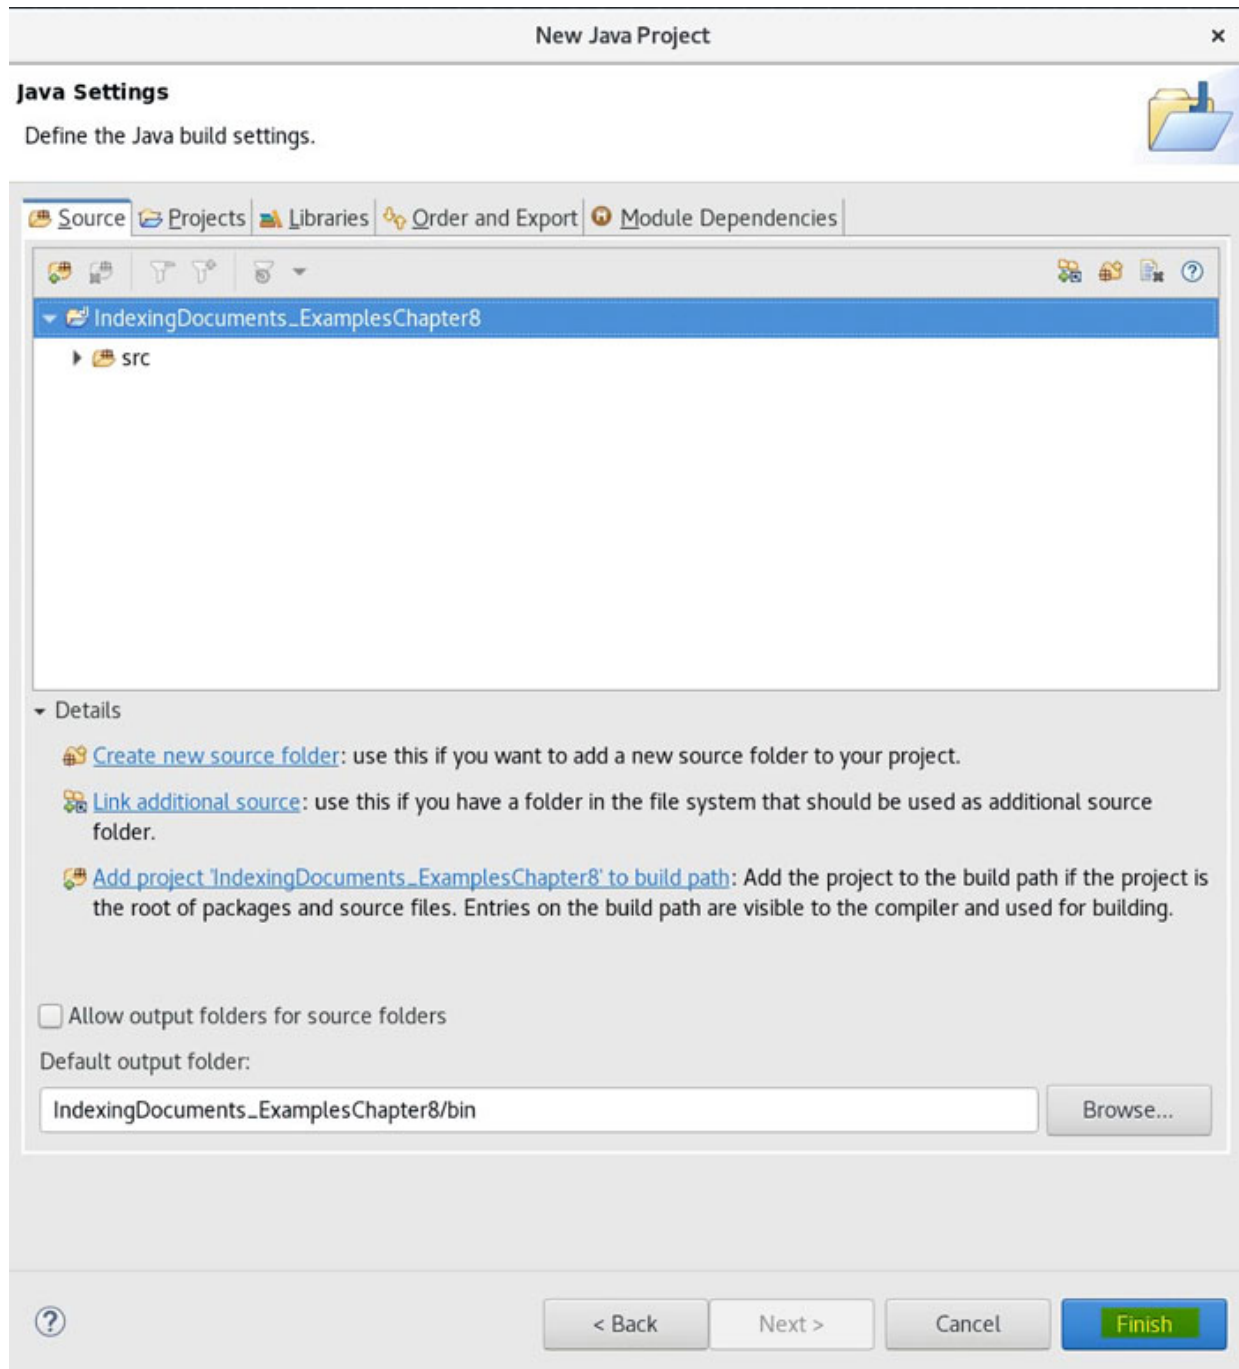 New Java Project
Java Settings
Define the Java build settings.
Source Projects Libraries Order and Export Module Dependencies
IndexingDocuments_ExamplesChapter8
src
Details
Create new source folder: use this if you want to add a new source folder to your project.
Link additional source: use this if you have a folder in the file system that should be used as additional source
folder.
Add project 'IndexingDocuments_ExamplesChapter8' to build path: Add the project to the build path if the project is
the root of packages and source files. Entries on the build path are visible to the compiler and used for building.
Allow output folders for source folders
Default output folder:
IndexingDocuments_ExamplesChapter8/bin Browse...
< Back Next > Cancel Finish